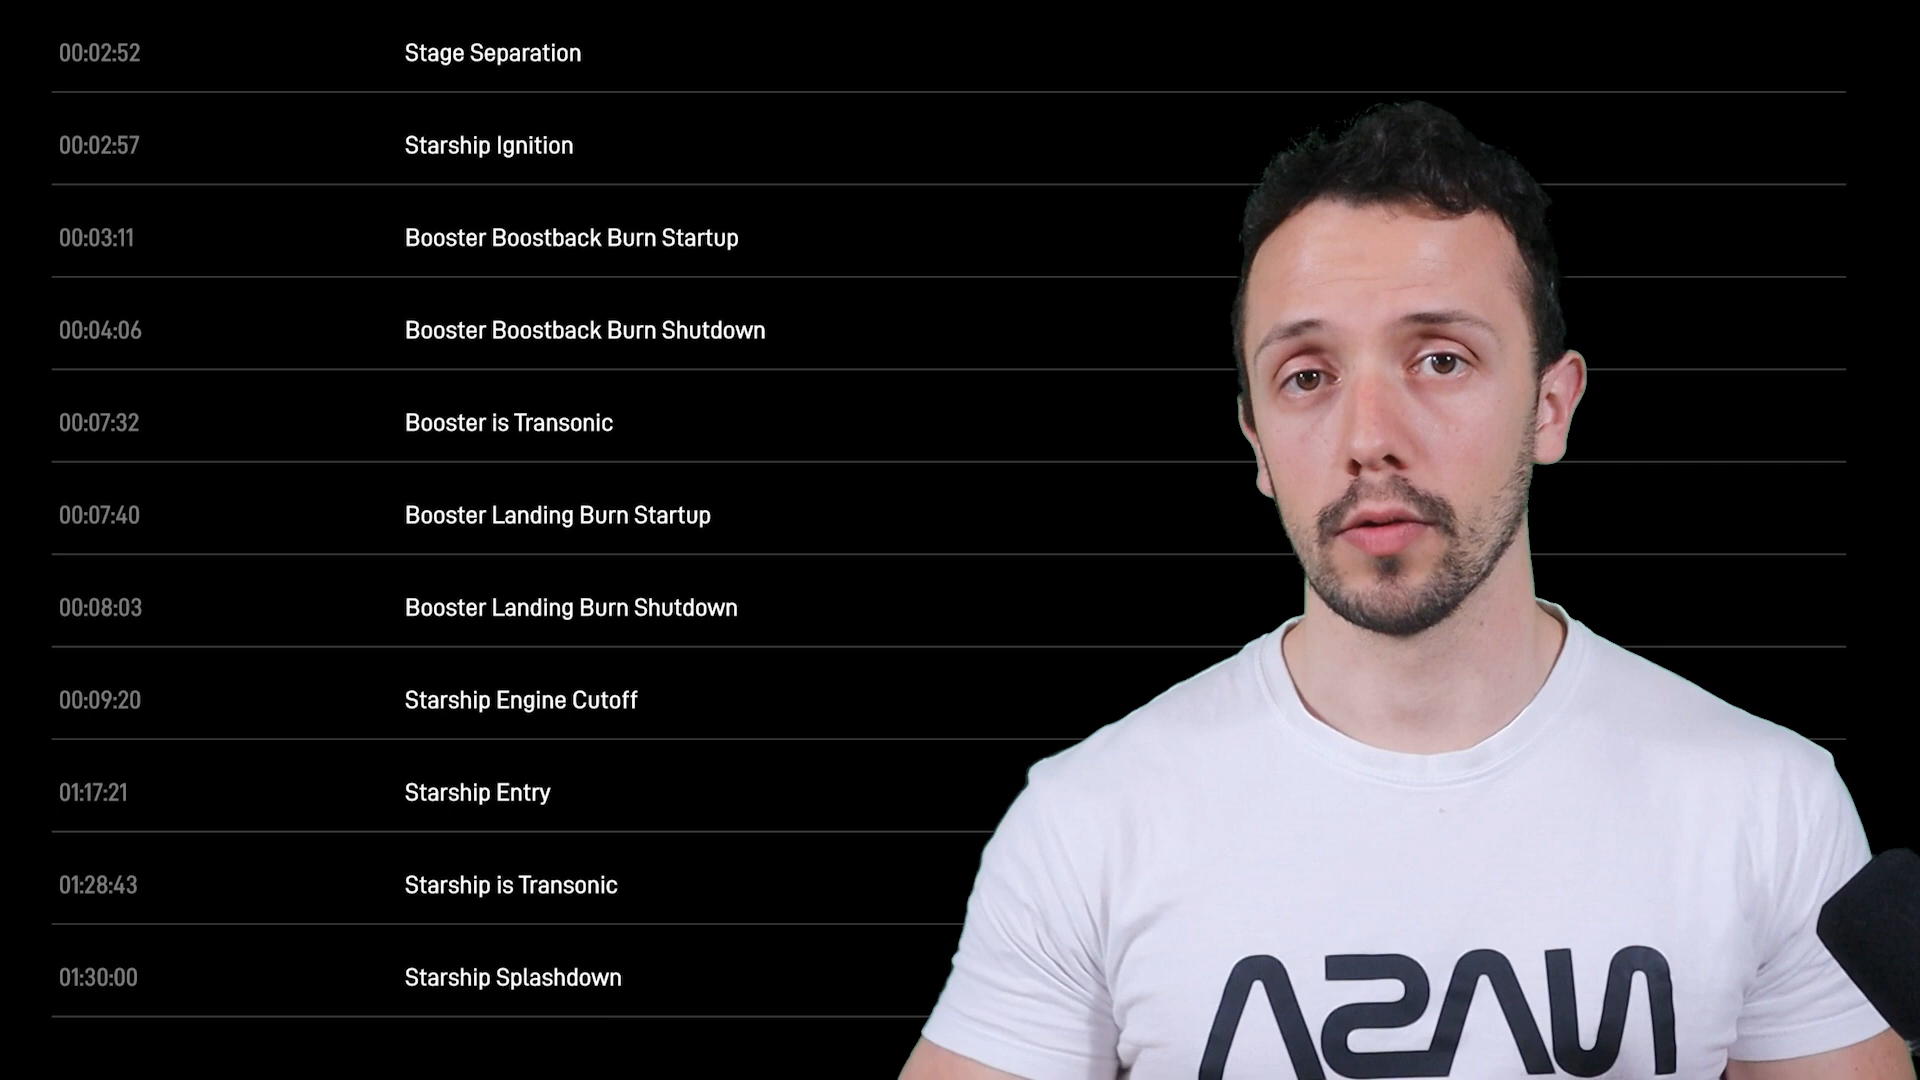 00:02:52 Stage Separation
00:02:57 Starship Ignition
00:03:11 Booster Boostback Burn Startup
00:04:06 Booster Boostback Burn Shutdown
00:07:32 Booster is Transonic
00:07:40 Booster Landing Burn Startup
00:08:03 Booster Landing Burn Shutdown
00:09:20 Starship Engine Cutoff
01:17:21 Starship Entry
01:28:43 Starship is Transonic
01:30:00 Starship Splashdown
NASA